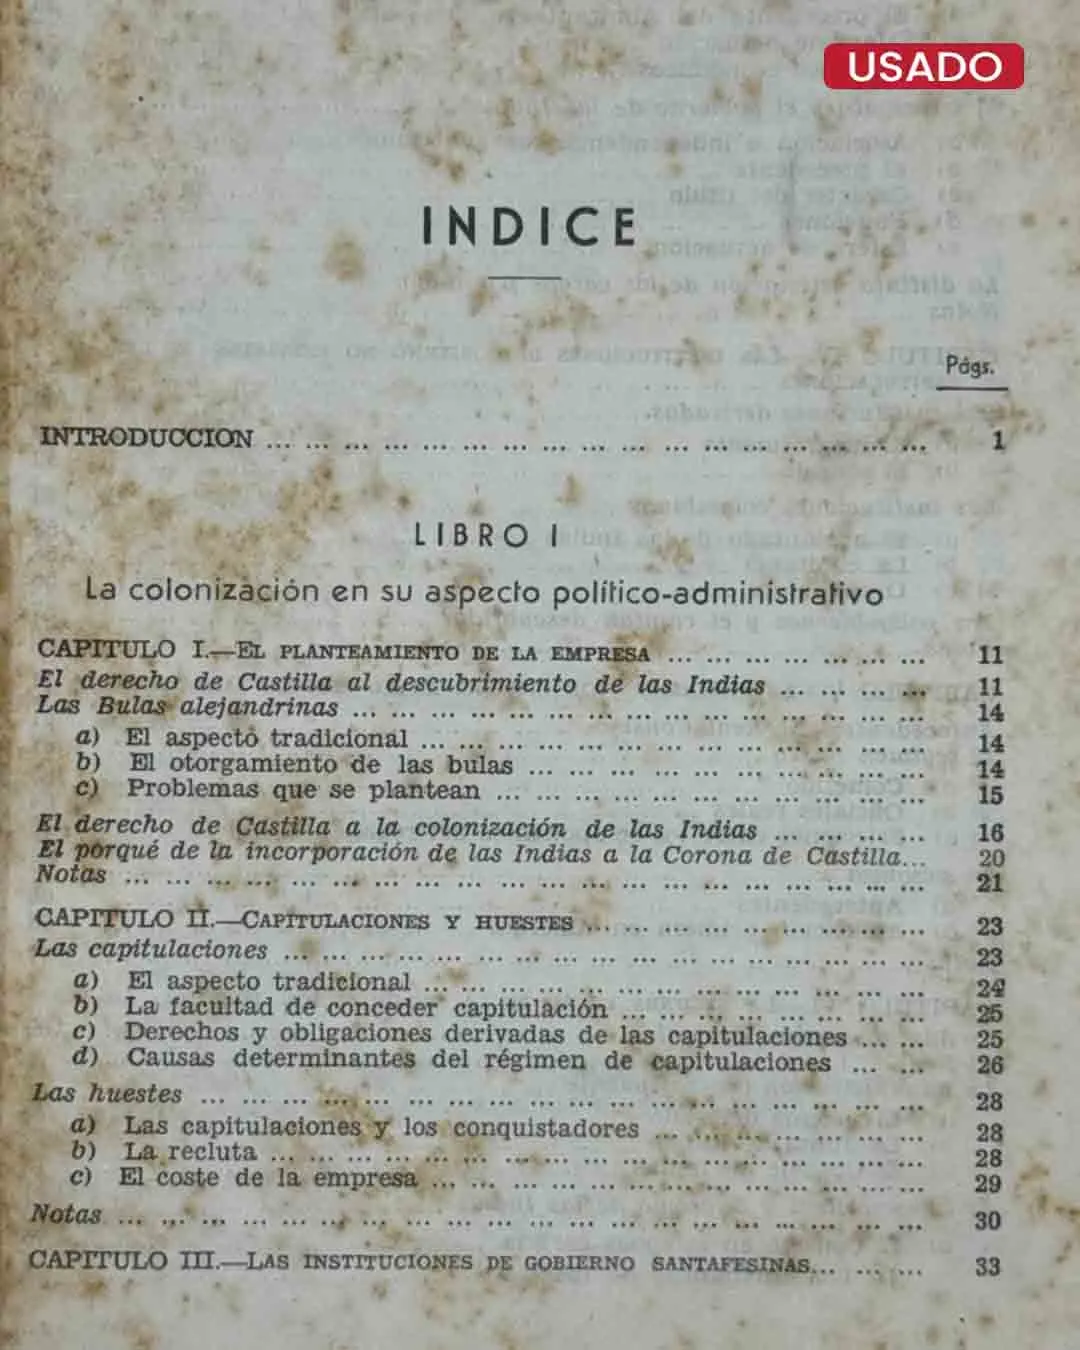 USADO
INDICE
Págs.
INTRODUCCION ... ... ... ... ... ... ... ... ... ... ... ... ... ... ... ... ... 1
LIBRO I
La colonización en su aspecto político-administrativo
CAPITULO I.—EL PLANTEAMIENTO DE LA EMPRESA ... ... ... ... ... ... ... 11
El derecho de Castilla al descubrimiento de las Indias ... ... ... ... 11
Las Bulas alejandrinas ... ... ... ... ... ... ... ... ... ... ... ... ... ... ... 14
a) El aspecto tradicional ... ... ... ... ... ... ... ... ... ... ... ... ... 14
b) El otorgamiento de las bulas ... ... ... ... ... ... ... ... ... ... 14
c) Problemas que se plantean ... ... ... ... ... ... ... ... ... ... ... 15
El derecho de Castilla a la colonización de las Indias ... ... ... ... 16
El porqué de la incorporación de las Indias a la Corona de Castilla... 20
Notas ... ... ... ... ... ... ... ... ... ... ... ... ... ... ... ... ... ... ... ... 21
CAPITULO II.—CAPITULACIONES Y HUESTES ... ... ... ... ... ... ... ... ... 23
Las capitulaciones ... ... ... ... ... ... ... ... ... ... ... ... ... ... ... ... 23
a) El aspecto tradicional ... ... ... ... ... ... ... ... ... ... ... ... ... 24
b) La facultad de conceder capitulación ... ... ... ... ... ... ... ... 25
c) Derechos y obligaciones derivadas de las capitulaciones ... ... 25
d) Causas determinantes del régimen de capitulaciones ... ... 26
Las huestes ... ... ... ... ... ... ... ... ... ... ... ... ... ... ... ... ... ... 28
a) Las capitulaciones y los conquistadores ... ... ... ... ... ... ... 28
b) La recluta ... ... ... ... ... ... ... ... ... ... ... ... ... ... ... ... ... 28
c) El coste de la empresa ... ... ... ... ... ... ... ... ... ... ... ... ... 29
Notas ... ... ... ... ... ... ... ... ... ... ... ... ... ... ... ... ... ... ... ... 30
CAPITULO III.—LAS INSTITUCIONES DE GOBIERNO SANTAFESINAS... ... ... 33